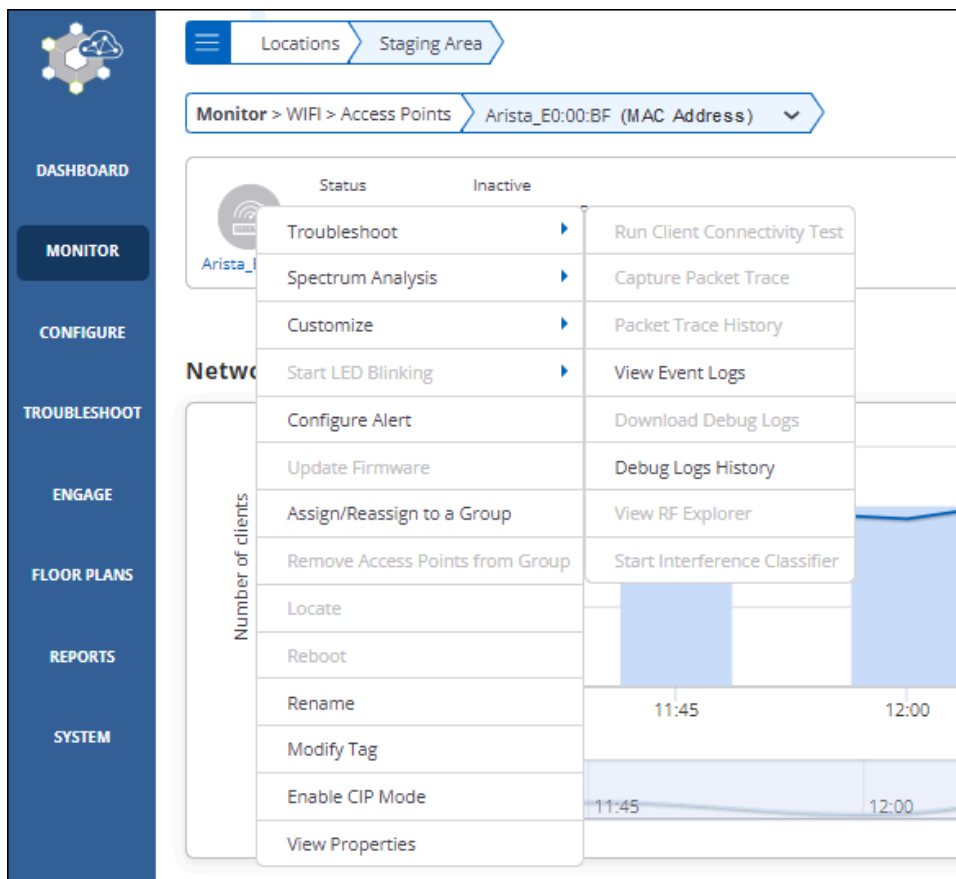 Locations
Staging Area
Monitor > WIFI > Access Points
Arista_E0:00:BF (MAC Address)
DASHBOARD
MONITOR
CONFIGURE
TROUBLESHOOT
ENGAGE
FLOOR PLANS
REPORTS
SYSTEM
Status Inactive
Troubleshoot
Spectrum Analysis
Customize
Start LED Blinking
Configure Alert
Update Firmware
Assign/Reassign to a Group
Remove Access Points from Group
Locate
Reboot
Rename
Modify Tag
Enable CIP Mode
View Properties
Run Client Connectivity Test
Capture Packet Trace
Packet Trace History
View Event Logs
Download Debug Logs
Debug Logs History
View RF Explorer
Start Interference Classifier
Number of clients
11:45 12:00
11:45 12:00